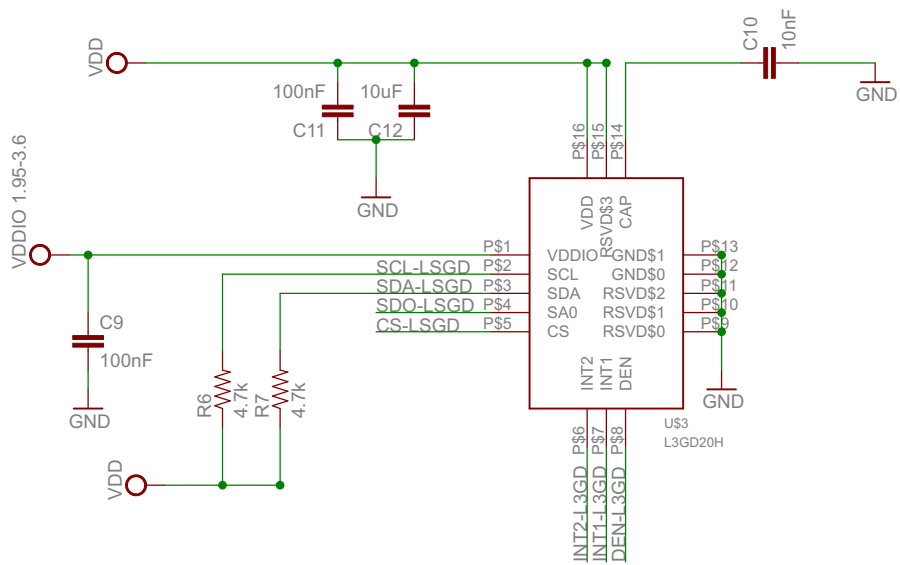 VDD
100nF
C11
10uF
C12
GND
C10
10nF
GND
VDDIO 1.95-3.6
C9
100nF
GND
SCL-LSGD
SDA-LSGD
SDO-LSGD
CS-LSGD
P$16
P$15
P$14
VDD
RSVD$3
CAP
P$1
P$2
P$3
P$4
P$5
VDDIO
SCL
SDA
SA0
CS
GND$1
GND$0
RSVD$2
RSVD$1
RSVD$0
P$13
P$12
P$11
P$10
P$9
INT2
INT1
DEN
GND
U$3
L3GD20H
P$6
P$7
P$8
INT2-L3GD
INT1-L3GD
DEN-L3GD
R6
4.7k
R7
4.7k
VDD